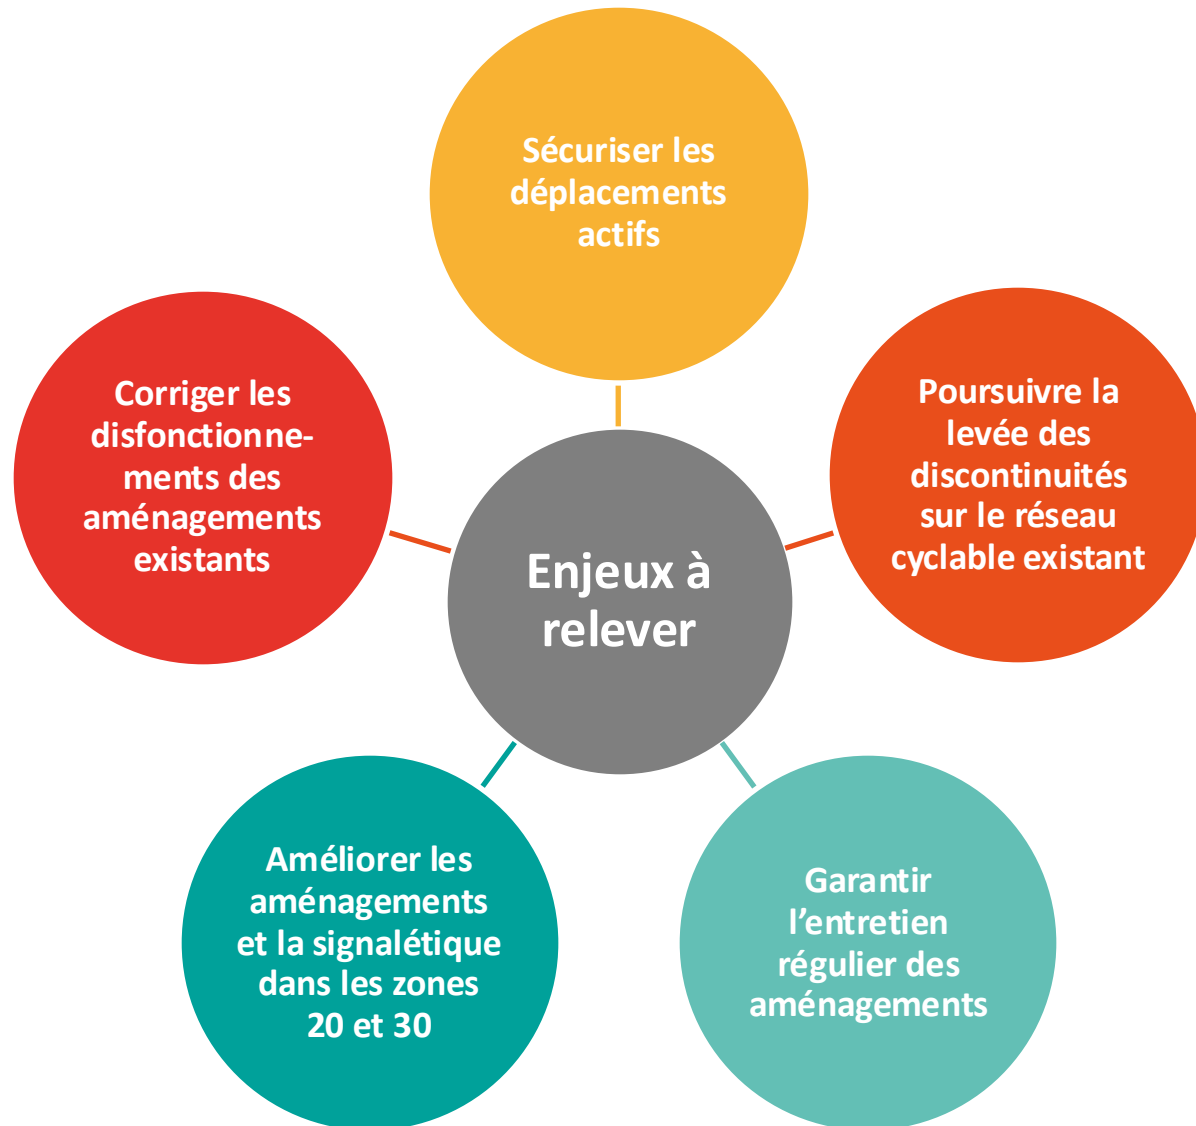 Sécuriser les
déplacements
actifs
Poursuivre la
levée des
discontinuités
sur le réseau
cyclable existant
Garantir
l’entretien
régulier des
aménagements
Améliorer les
aménagements
et la signalétique
dans les zones
20 et 30
Corriger les
disfonctionne-
ments des
aménagements
existants
Enjeux à
relever